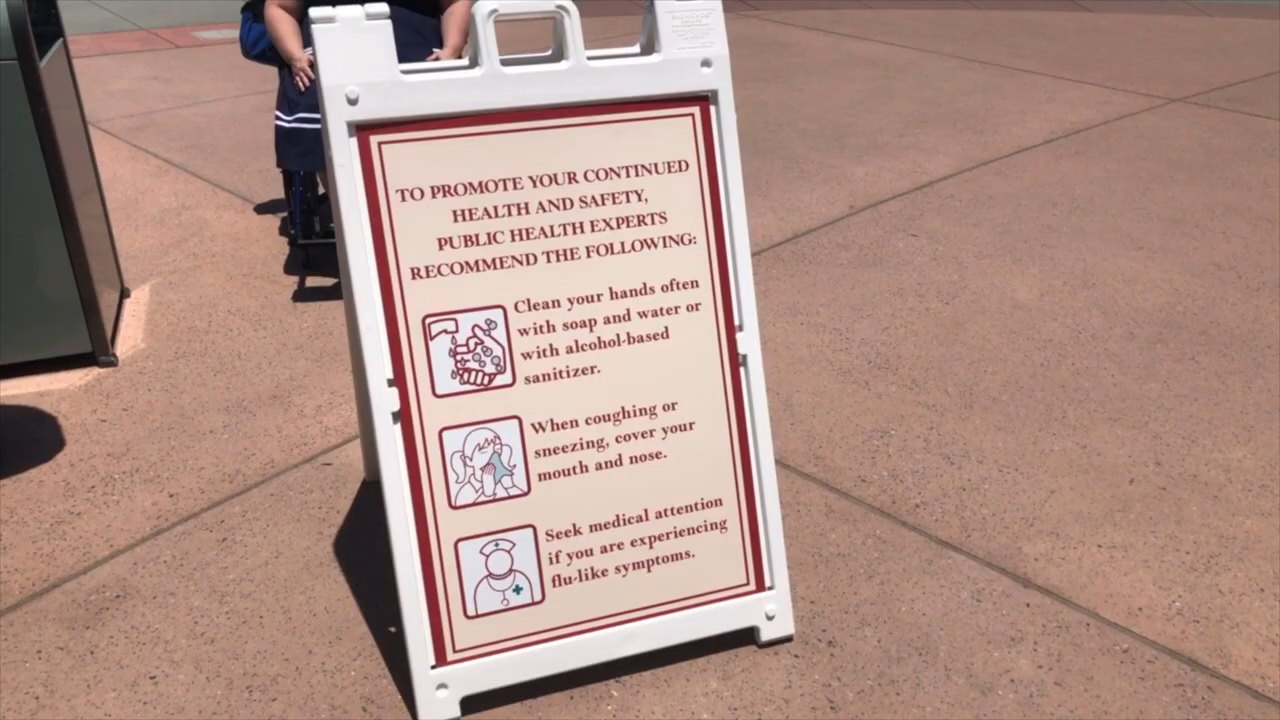 TO PROMOTE YOUR CONTINUED
HEALTH AND SAFETY,
PUBLIC HEALTH EXPERTS
RECOMMEND THE FOLLOWING:
Clean your hands often
with soap and water or
with alcohol-based
sanitizer.
When coughing or
sneezing, cover your
mouth and nose.
Seek medical attention
if you are experiencing
flu-like symptoms.